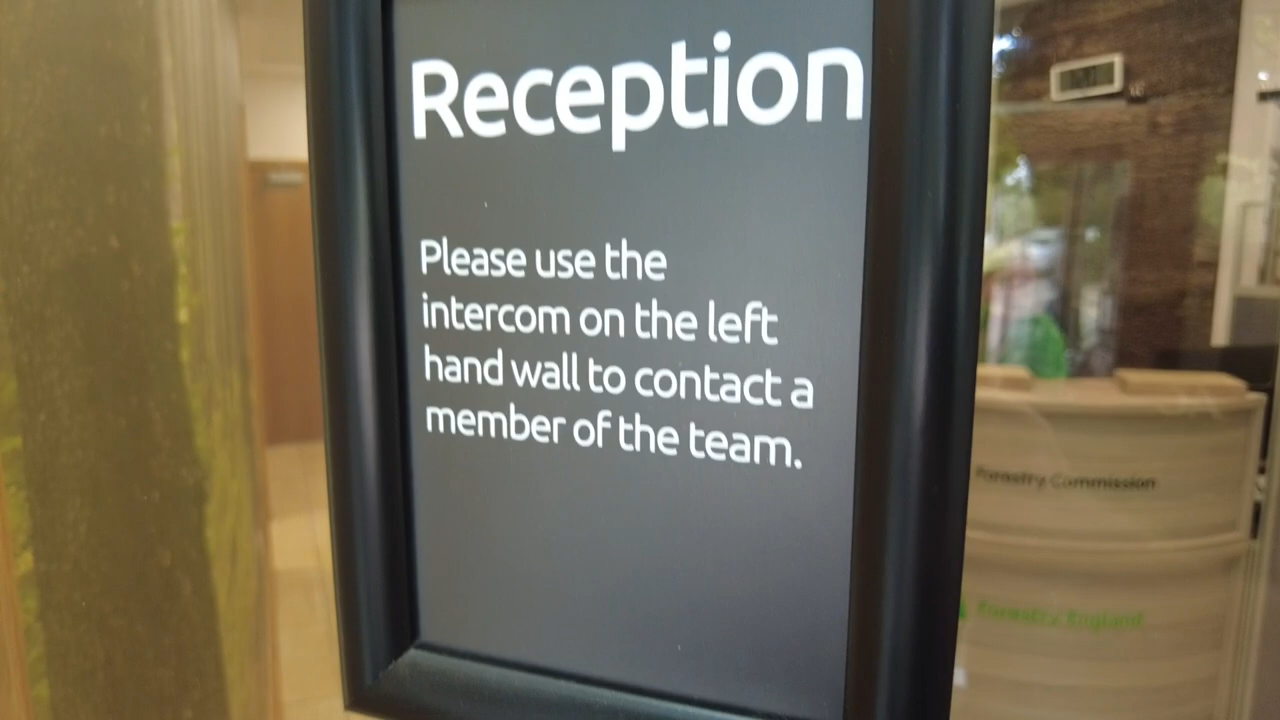 Reception
Please use the
intercom on the left
hand wall to contact a
member of the team.
Forestry Commission
Forestry England